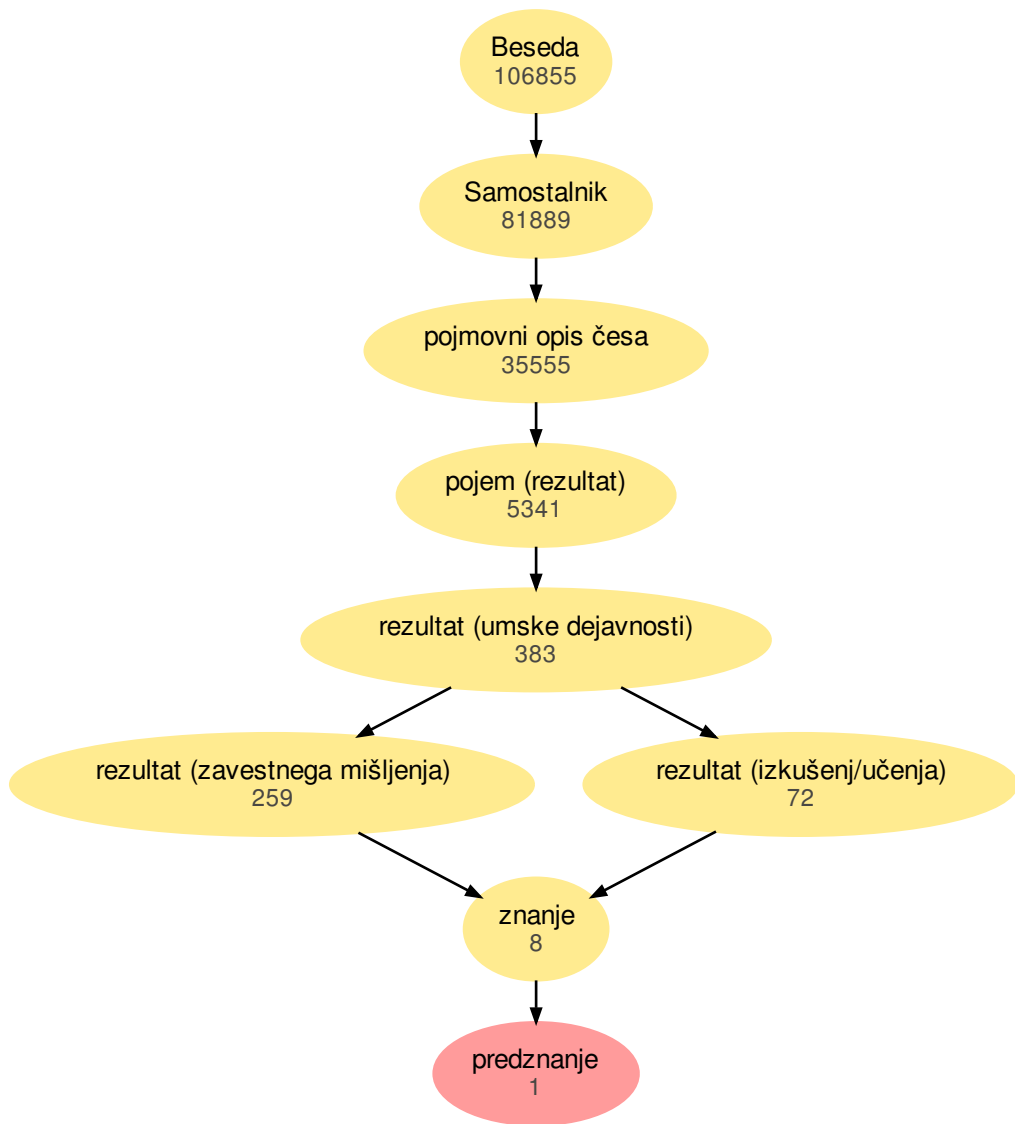 Beseda
106855
Samostalnik
81889
pojmovni opis česa
35555
pojem (rezultat)
5341
rezultat (umske dejavnosti)
383
rezultat (zavestnega mišljenja)
259
rezultat (izkušenj/učenja)
72
znanje
8
predznanje
1